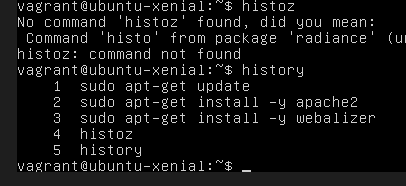 vagrant@ubuntu-xenial:~$ histoz
No command 'histoz' found, did you mean:
 Command 'histo' from package 'radiance' (u
histoz: command not found
vagrant@ubuntu-xenial:~$ history
    1  sudo apt-get update
    2  sudo apt-get install -y apache2
    3  sudo apt-get install -y webalizer
    4  histoz
    5  history
vagrant@ubuntu-xenial:~$ _